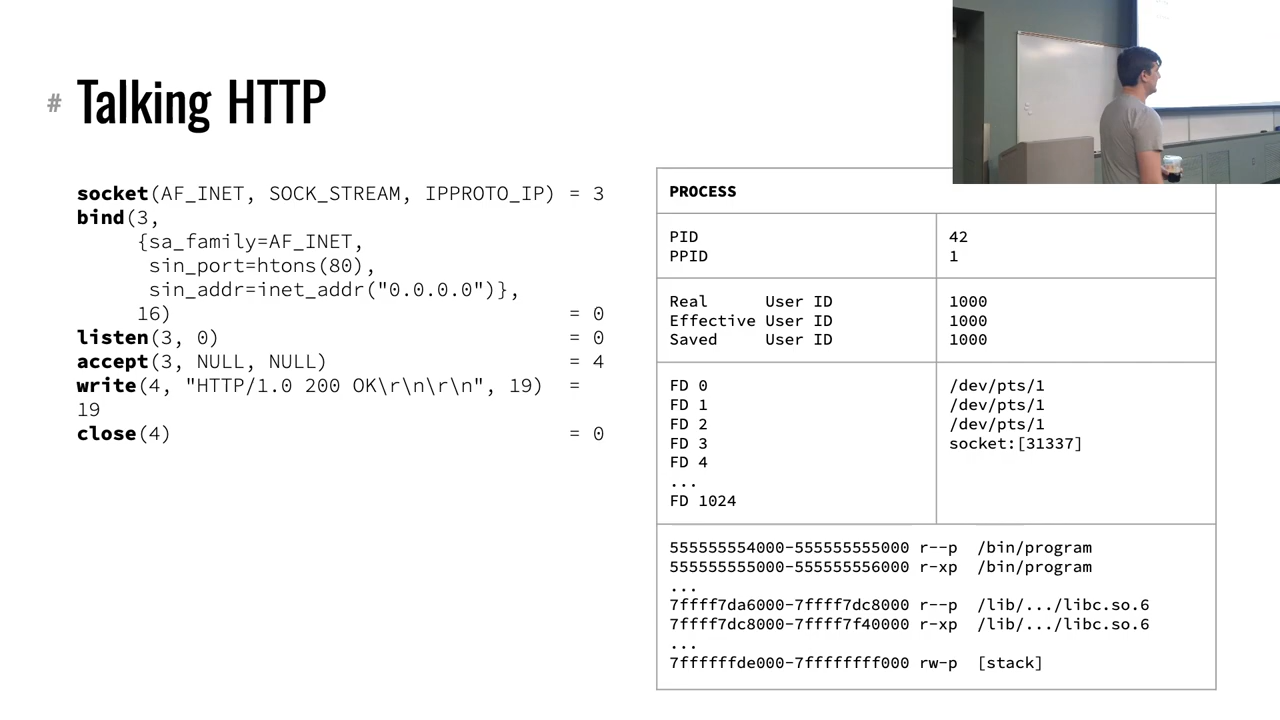 # Talking HTTP
socket(AF_INET, SOCK_STREAM, IPPROTO_IP) = 3
bind(3,
{sa_family=AF_INET,
sin_port=htons(80),
sin_addr=inet_addr("0.0.0.0")},
16) = 0
listen(3, 0) = 0
accept(3, NULL, NULL) = 4
write(4, "HTTP/1.0 200 OK\r\n\r\n", 19) =
19
close(4) = 0
PROCESS
PID 42
PPID 1
Real User ID 1000
Effective User ID 1000
Saved User ID 1000
FD 0 /dev/pts/1
FD 1 /dev/pts/1
FD 2 /dev/pts/1
FD 3 socket:[31337]
FD 4
...
FD 1024
555555554000-555555555000 r--p /bin/program
555555555000-555555556000 r-xp /bin/program
...
7ffff7da6000-7ffff7dc8000 r--p /lib/.../libc.so.6
7ffff7dc8000-7ffff7f40000 r-xp /lib/.../libc.so.6
...
7ffffffde000-7ffffffff000 rw-p [stack]